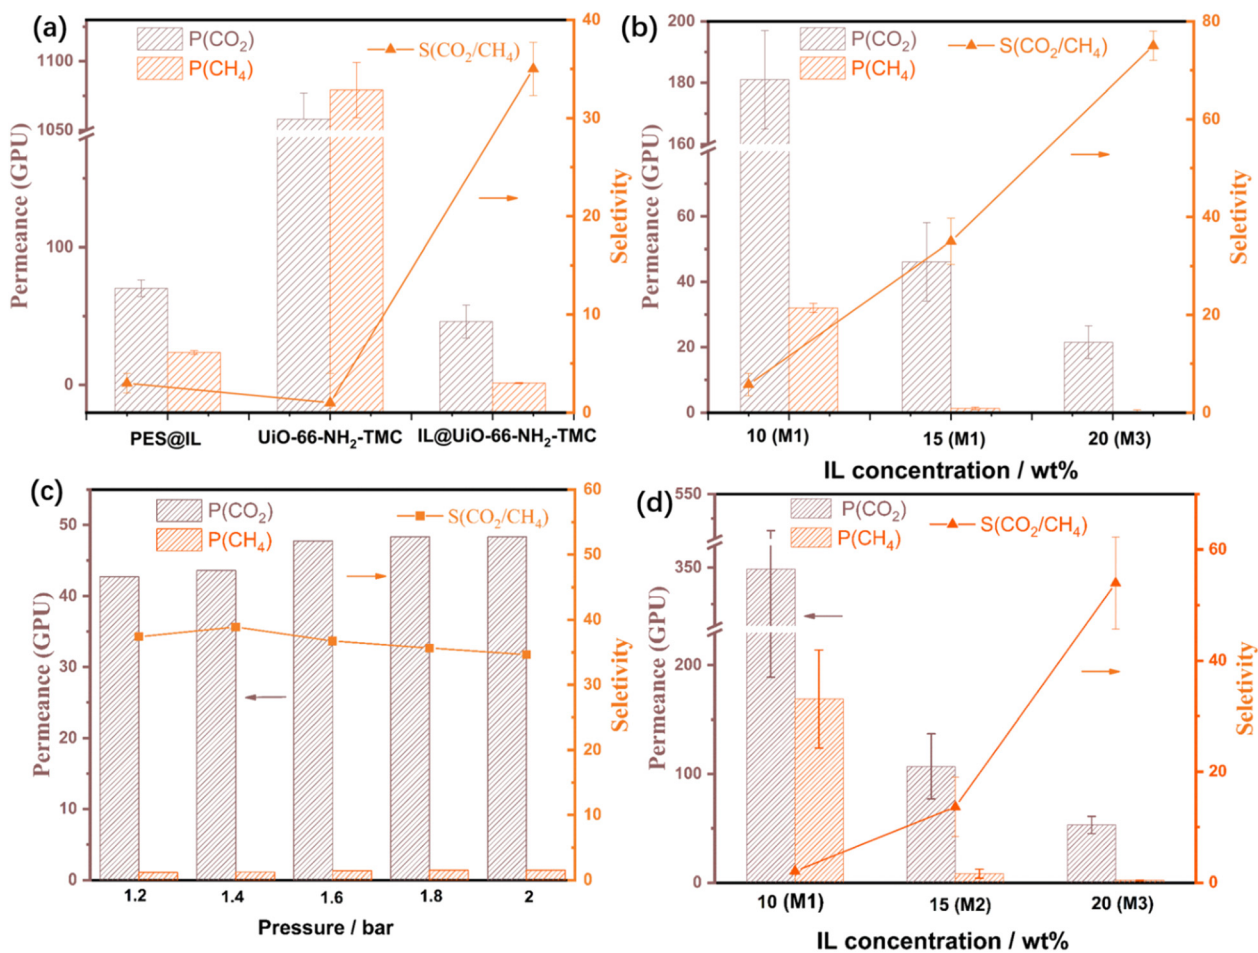 (a)
P(CO₂)
P(CH₄)
S(CO₂/CH₄)
1100
1050
100
0
40
30
20
10
0
Permeance (GPU)
Seletivity
PES@IL
UiO-66-NH₂-TMC
IL@UiO-66-NH₂-TMC
(b)
P(CO₂)
P(CH₄)
S(CO₂/CH₄)
200
180
160
60
40
20
0
80
60
40
20
0
Permeance (GPU)
Seletivity
10 (M1)
15 (M1)
20 (M3)
IL concentration / wt%
(c)
P(CO₂)
P(CH₄)
S(CO₂/CH₄)
50
40
30
20
10
0
60
50
40
30
20
10
0
Permeance (GPU)
Seletivity
1.2
1.4
1.6
1.8
2
Pressure / bar
(d)
P(CO₂)
P(CH₄)
S(CO₂/CH₄)
550
350
200
100
0
60
40
20
0
Permeance (GPU)
Seletivity
10 (M1)
15 (M2)
20 (M3)
IL concentration / wt%